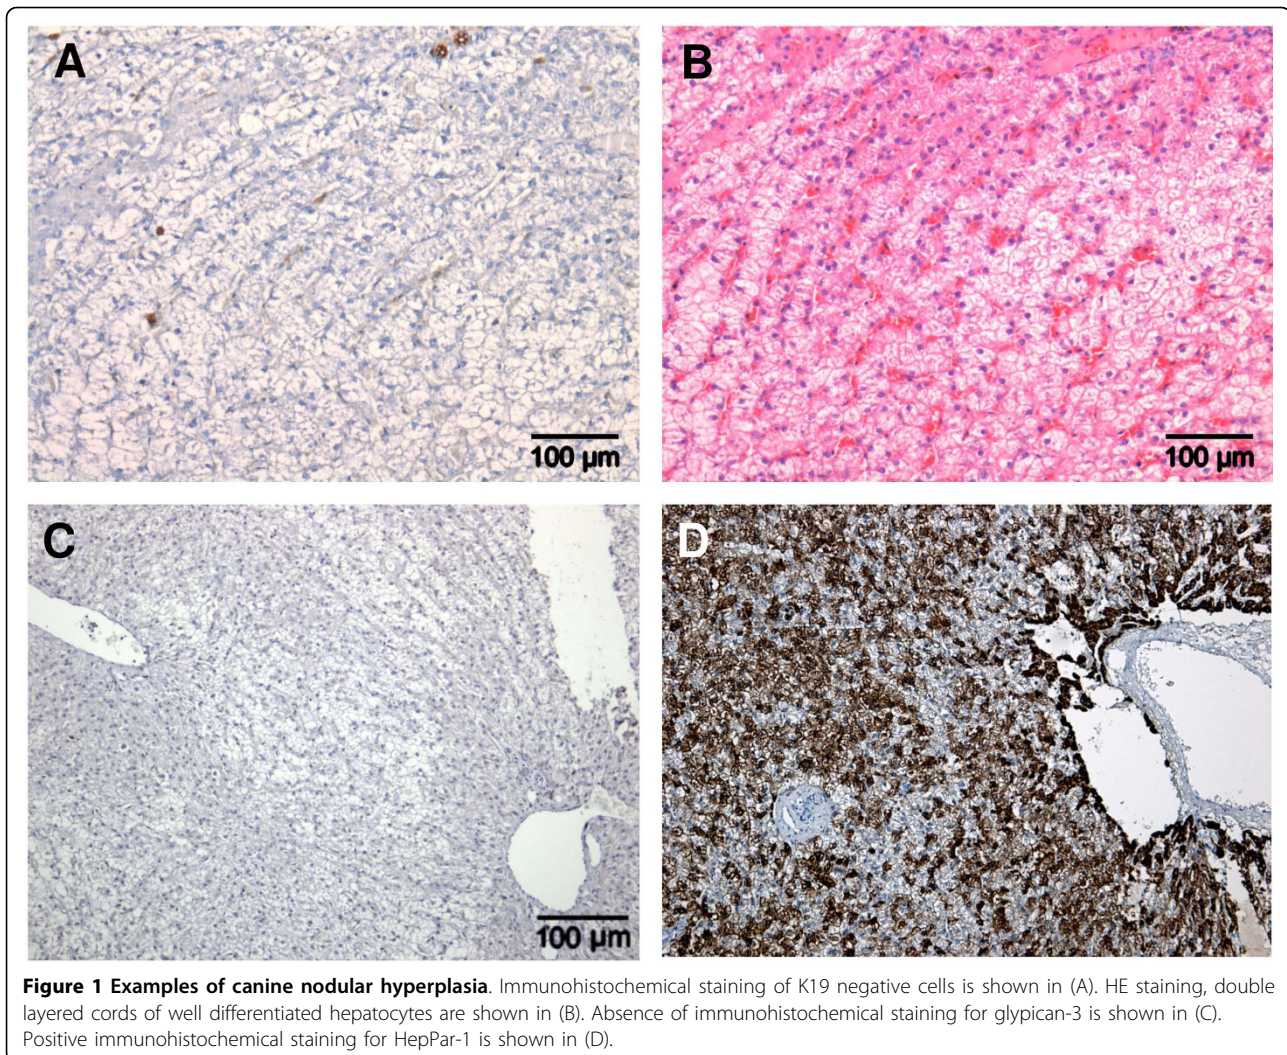 A
B
100 µm
100 µm
C
D
100 µm
Figure 1 Examples of canine nodular hyperplasia. Immunohistochemical staining of K19 negative cells is shown in (A). HE staining, double
layered cords of well differentiated hepatocytes are shown in (B). Absence of immunohistochemical staining for glypican-3 is shown in (C).
Positive immunohistochemical staining for HepPar-1 is shown in (D).